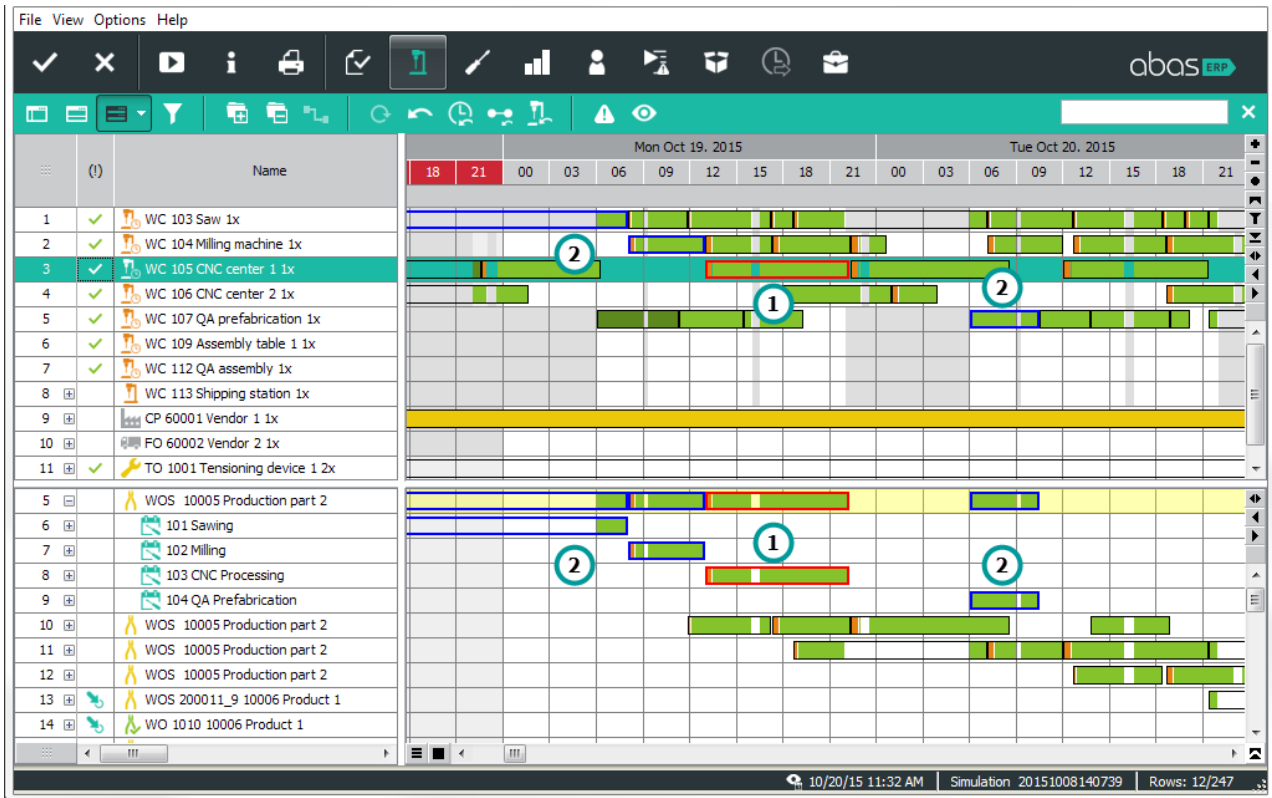 File View Options Help
abas ERP
Mon Oct 19. 2015 Tue Oct 20. 2015
(!) Name 18 21 00 03 06 09 12 15 18 21 00 03 06 09 12 15 18 21
1 WC 103 Saw 1x
2 WC 104 Milling machine 1x
2
3 WC 105 CNC center 1 1x
2
4 WC 106 CNC center 2 1x
1
5 WC 107 QA prefabrication 1x
6 WC 109 Assembly table 1 1x
7 WC 112 QA assembly 1x
8 WC 113 Shipping station 1x
9 CP 60001 Vendor 1 1x
10 FO 60002 Vendor 2 1x
11 TO 1001 Tensioning device 1 2x
5 WOS 10005 Production part 2
6 101 Sawing
7 102 Milling
1
2 2
8 103 CNC Processing
9 104 QA Prefabrication
10 WOS 10005 Production part 2
11 WOS 10005 Production part 2
12 WOS 10005 Production part 2
13 WOS 200011_9 10006 Product 1
14 WO 1010 10006 Product 1
10/20/15 11:32 AM Simulation 20151008140739 Rows: 12/247